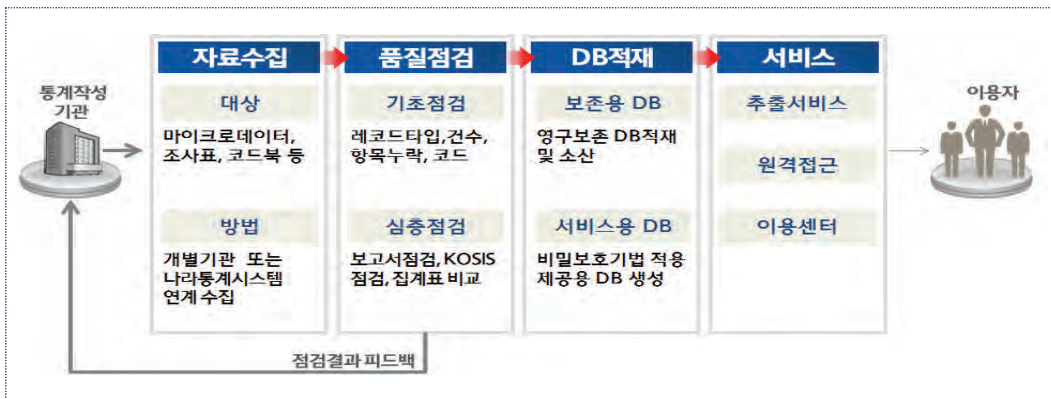 통계작성
기관
자료수집
대상
마이크로데이터,
조사표, 코드북 등
방법
개별기관 또는
나라통계시스템
연계 수집
품질점검
기초점검
레코드타입,건수,
항목누락, 코드
심층점검
보고서점검, KOSIS
점검, 집계표 비교
DB적재
보존용 DB
영구보존 DB적재
및 소산
서비스용 DB
비밀보호기법 적용
제공용 DB 생성
서비스
추출서비스
원격접근
이용센터
이용자
점검결과 피드백